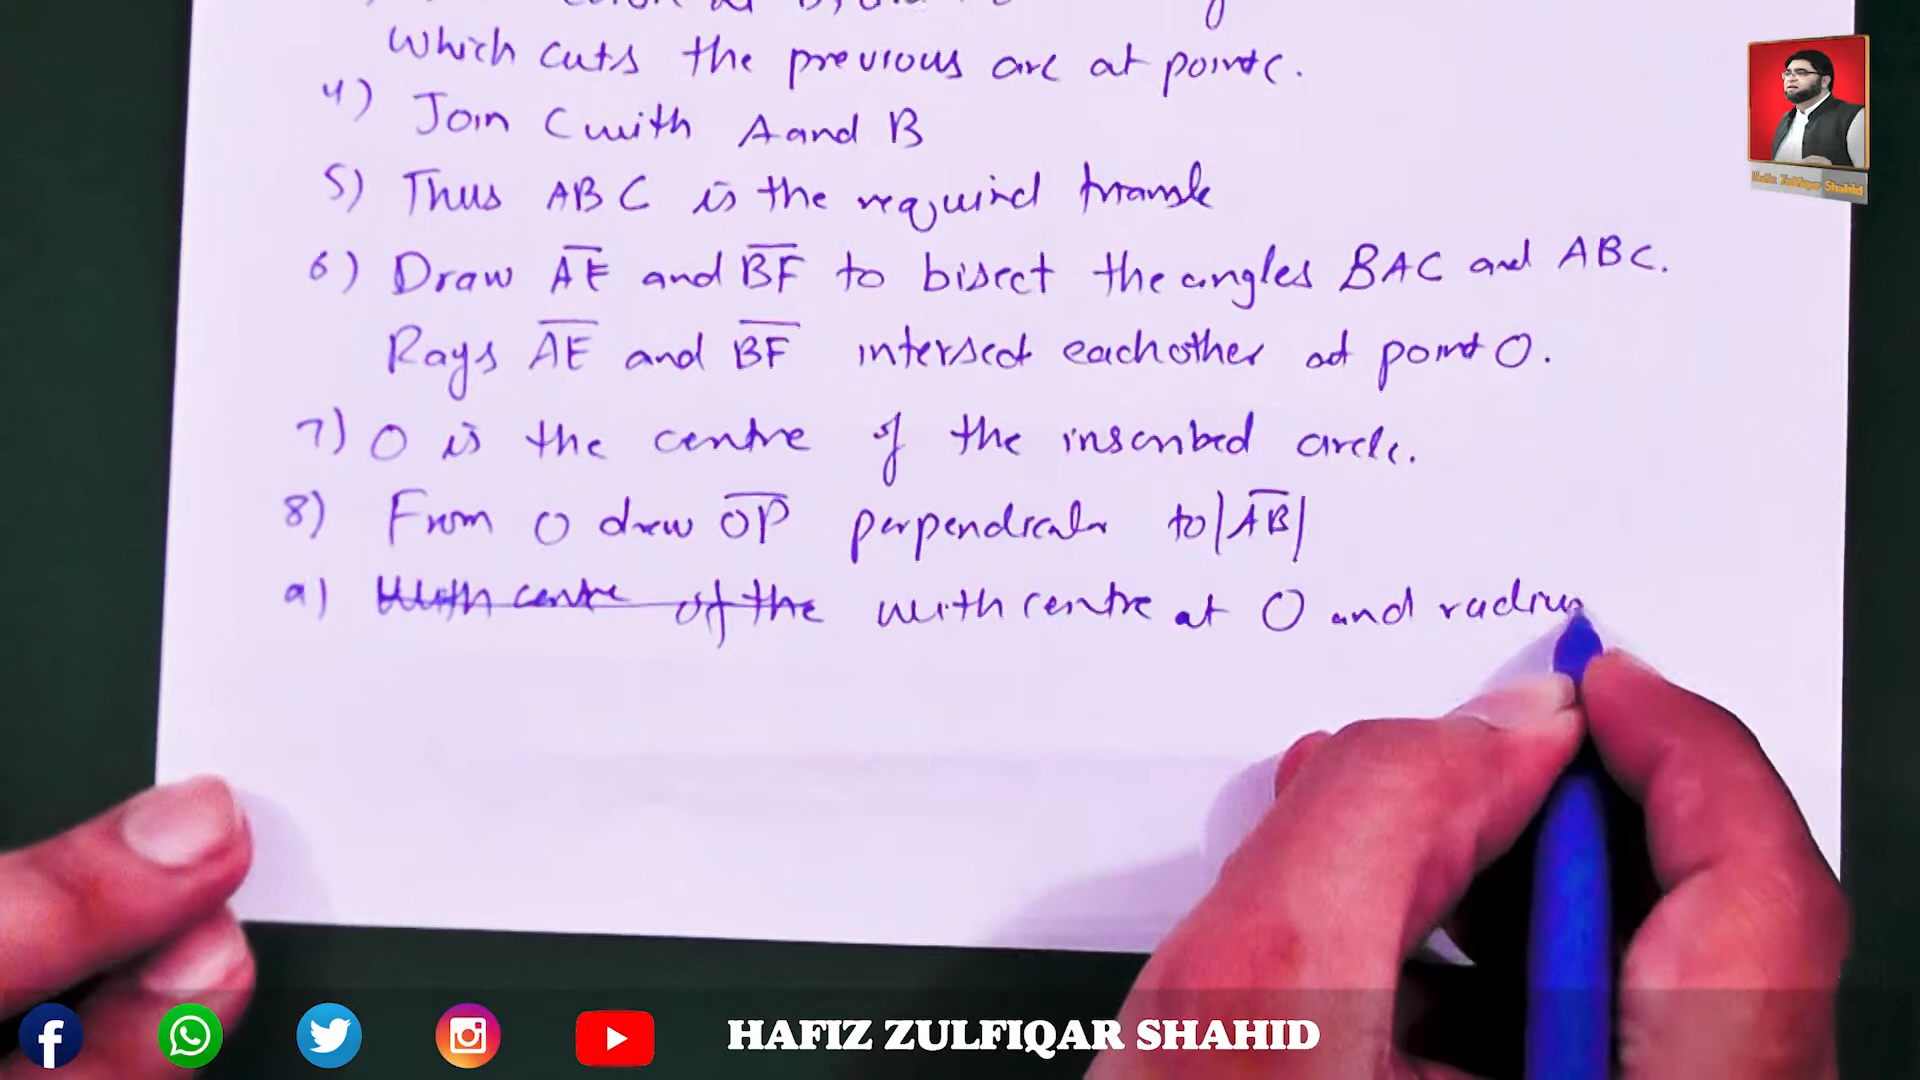 which cuts the previous arc at point C.
4) Join C with A and B
5) Thus ABC is the required
6) Draw AE and BF to bisect the angles BAC and ABC.
Rays AE and BF intersect eachother at point O.
7) O is the centre of the inscribed circle.
8) From O draw OP perpendicular to |AB|
9) With centre of the with centre at O and radius
Hafiz Zulfiqar Shahid
HAFIZ ZULFIQAR SHAHID